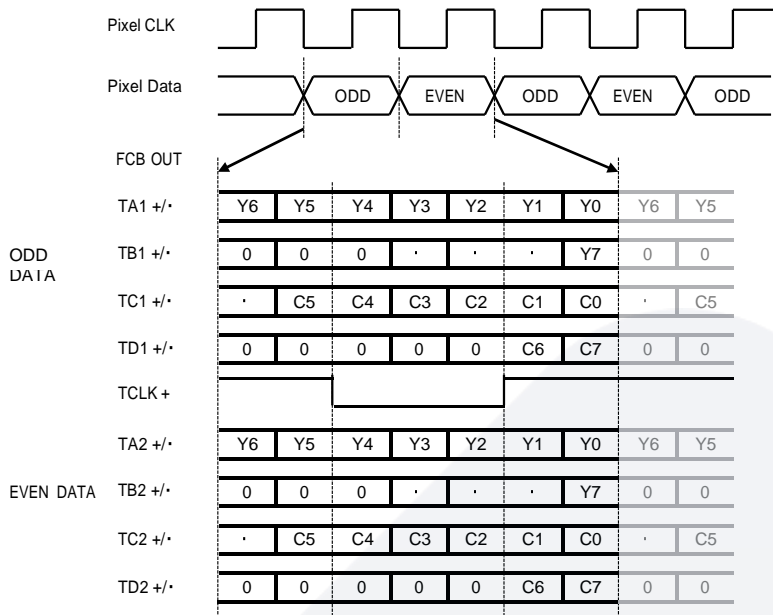 Pixel CLK
Pixel Data ODD EVEN ODD EVEN ODD
FCB OUT
TA1 +/- Y6 Y5 Y4 Y3 Y2 Y1 Y0 Y6 Y5
ODD DATA
TB1 +/- 0 0 0 · · · Y7 0 0
TC1 +/- · C5 C4 C3 C2 C1 C0 · C5
TD1 +/- 0 0 0 0 0 C6 C7 0 0
TCLK +
TA2 +/- Y6 Y5 Y4 Y3 Y2 Y1 Y0 Y6 Y5
EVEN DATA TB2 +/- 0 0 0 · · · Y7 0 0
TC2 +/- · C5 C4 C3 C2 C1 C0 · C5
TD2 +/- 0 0 0 0 0 C6 C7 0 0